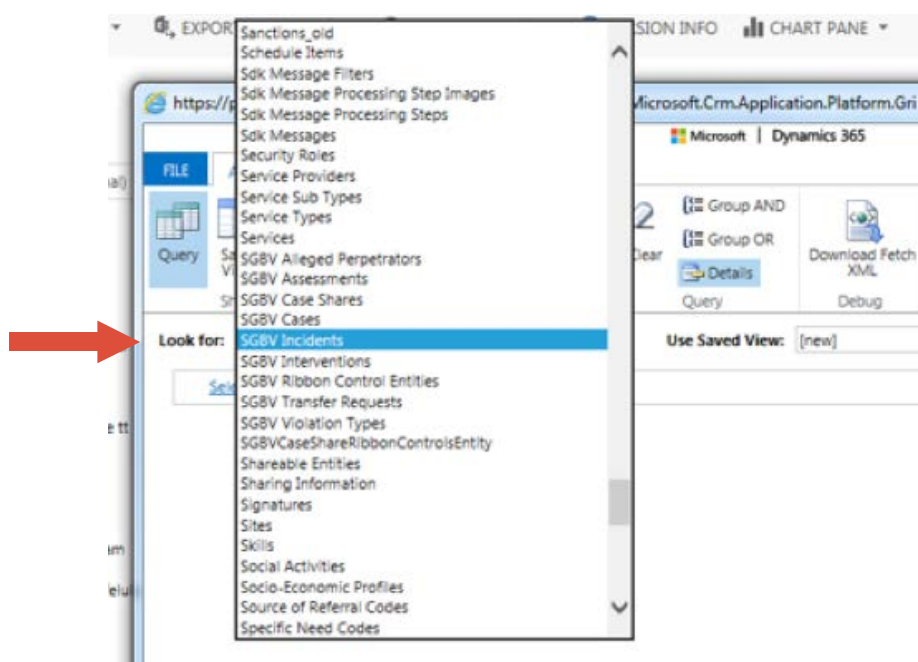 EXPOR
SION INFO
CHART PANE
https://p
Microsoft.Crm.Application.Platform.Gri
Microsoft | Dynamics 365
FILE
Query
Clear
Group AND
Group OR
Details
Query
Download Fetch
XML
Debug
Look for:
Use Saved View:
[new]
Sanctions_old
Schedule Items
Sdk Message Filters
Sdk Message Processing Step Images
Sdk Message Processing Steps
Sdk Messages
Security Roles
Service Providers
Service Sub Types
Service Types
Services
SGBV Alleged Perpetrators
SGBV Assessments
SGBV Case Shares
SGBV Cases
SGBV Incidents
SGBV Interventions
SGBV Ribbon Control Entities
SGBV Transfer Requests
SGBV Violation Types
SGBVCaseShareRibbonControlsEntity
Shareable Entities
Sharing Information
Signatures
Sites
Skills
Social Activities
Socio-Economic Profiles
Source of Referral Codes
Specific Need Codes